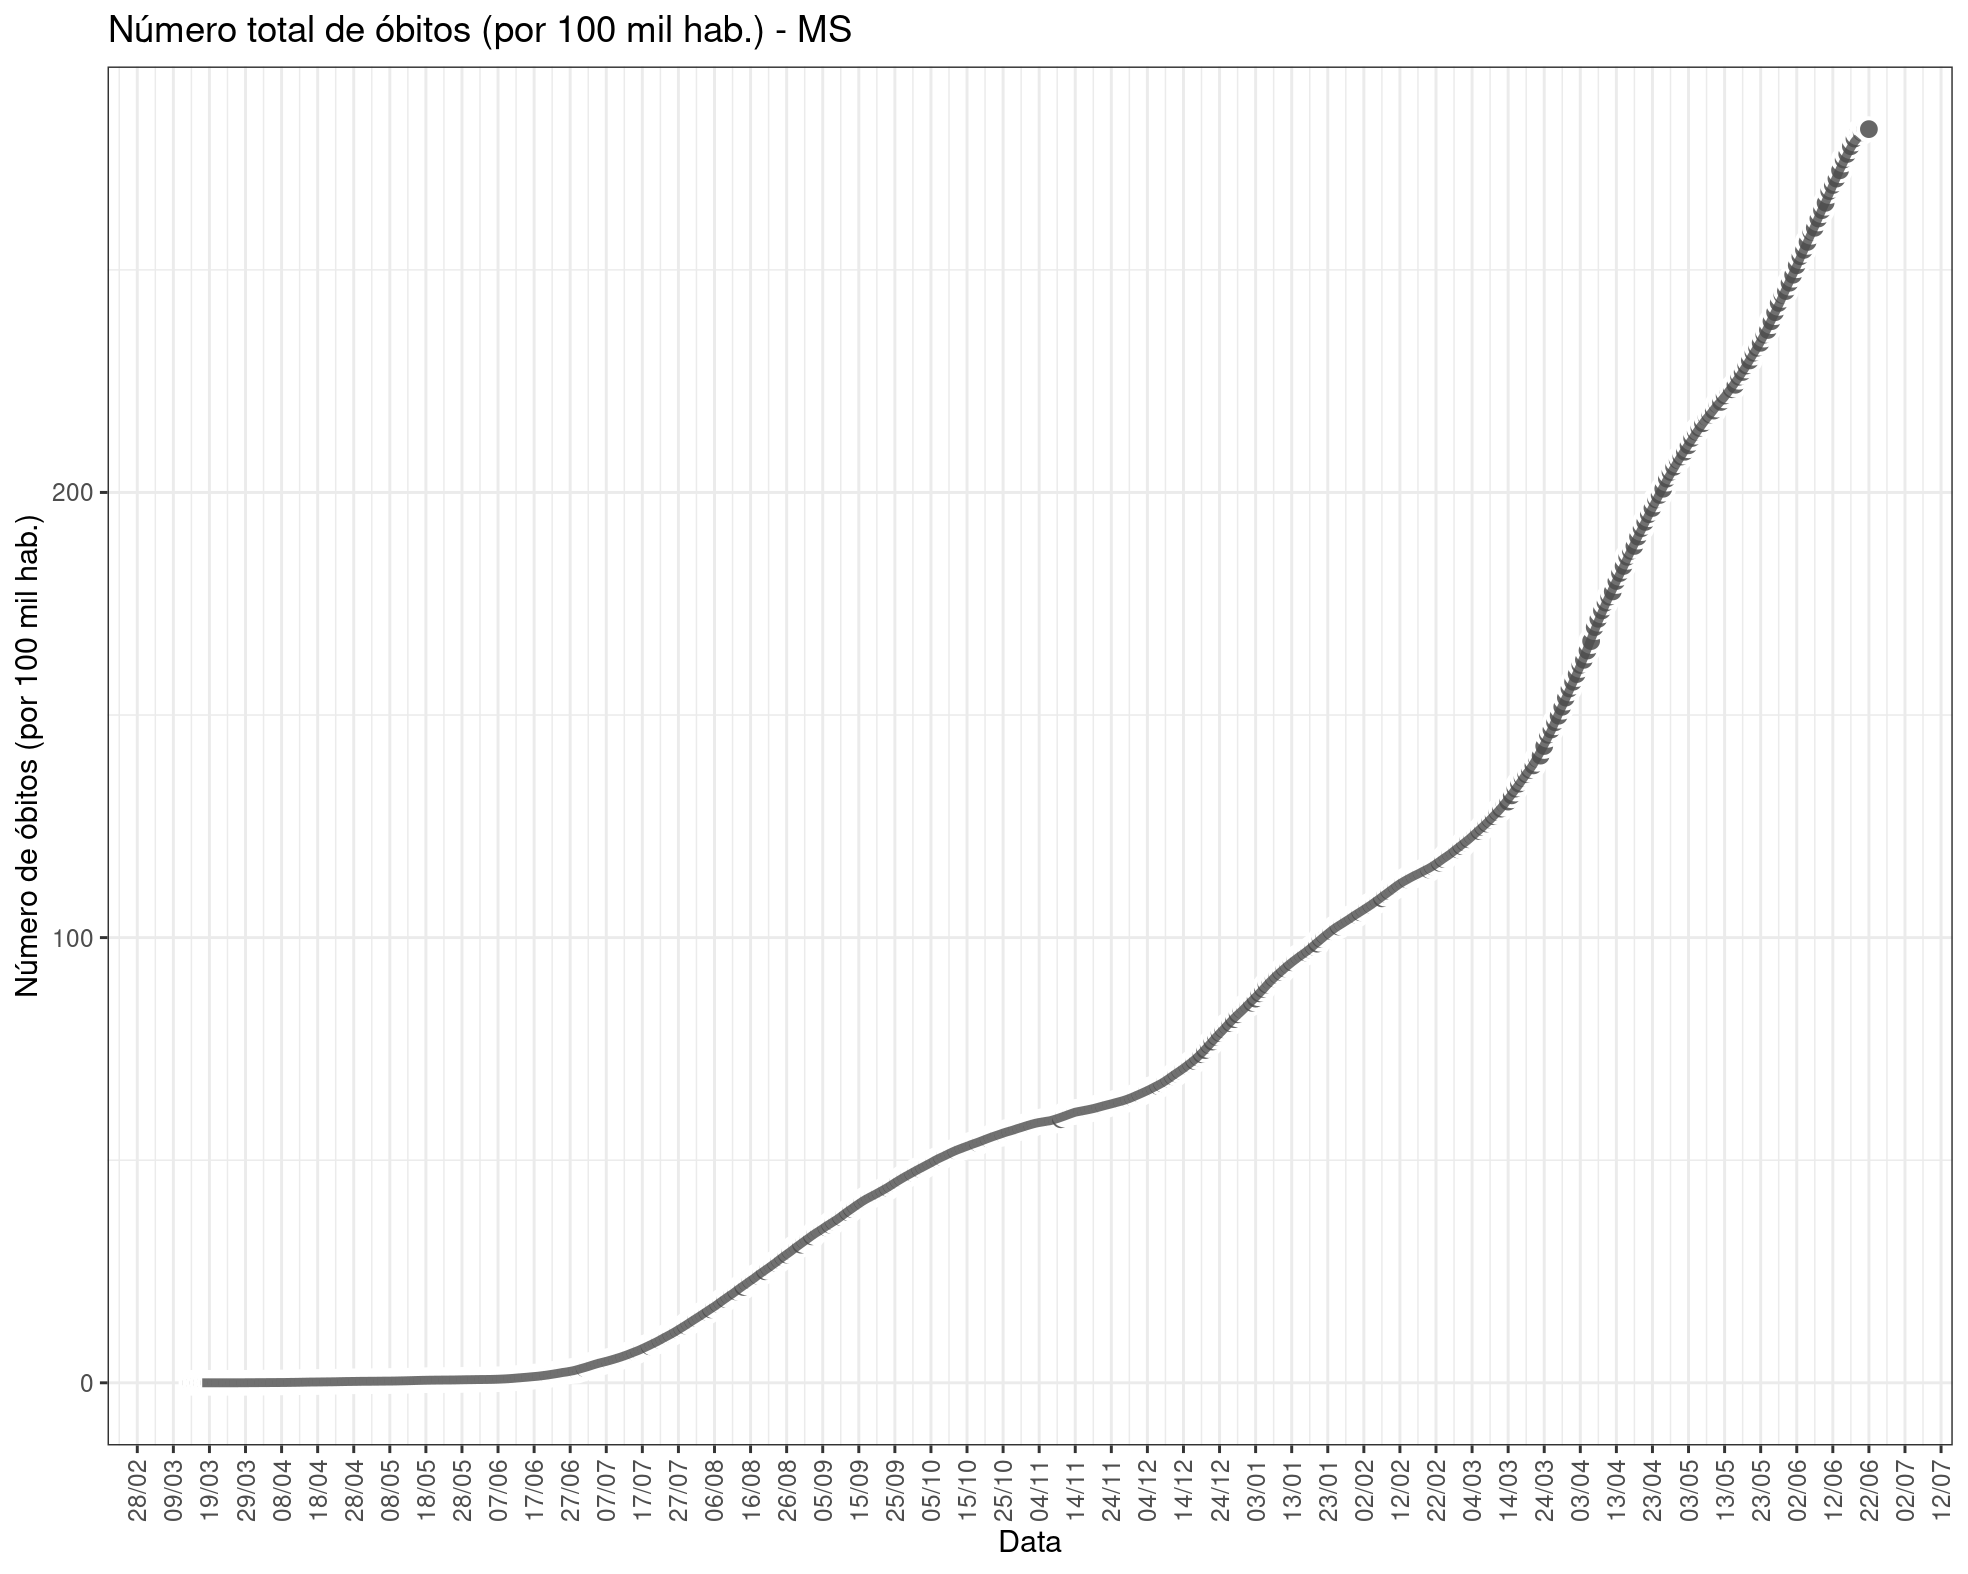 Número total de óbitos (por 100 mil hab.) - MS
Número de óbitos (por 100 mil hab.)
200
100
0
28/02 09/03 19/03 29/03 08/04 18/04 28/04 08/05 18/05 28/05 07/06 17/06 27/06 07/07 17/07 27/07 06/08 16/08 26/08 05/09 15/09 25/09 05/10 15/10 25/10 04/11 14/11 24/11 04/12 14/12 24/12 03/01 13/01 23/01 02/02 12/02 22/02 04/03 14/03 24/03 03/04 13/04 23/04 03/05 13/05 23/05 02/06 12/06 22/06 02/07 12/07
Data